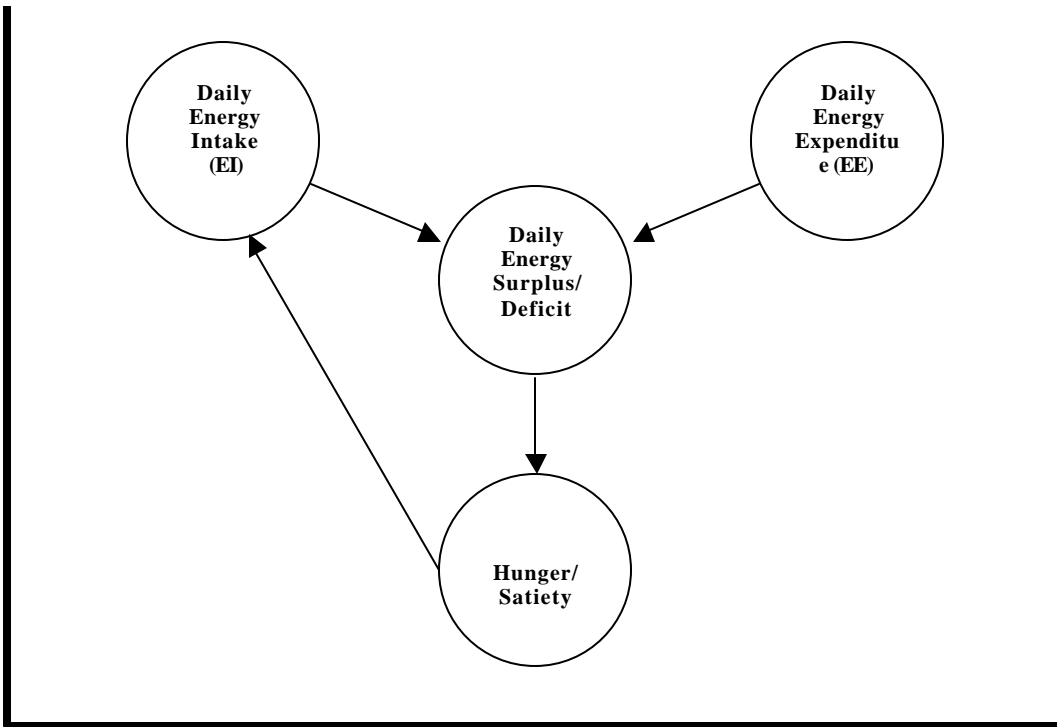 Daily
Energy
Intake
(EI)
Daily
Energy
Expenditu
e (EE)
Daily
Energy
Surplus/
Deficit
Hunger/
Satiety